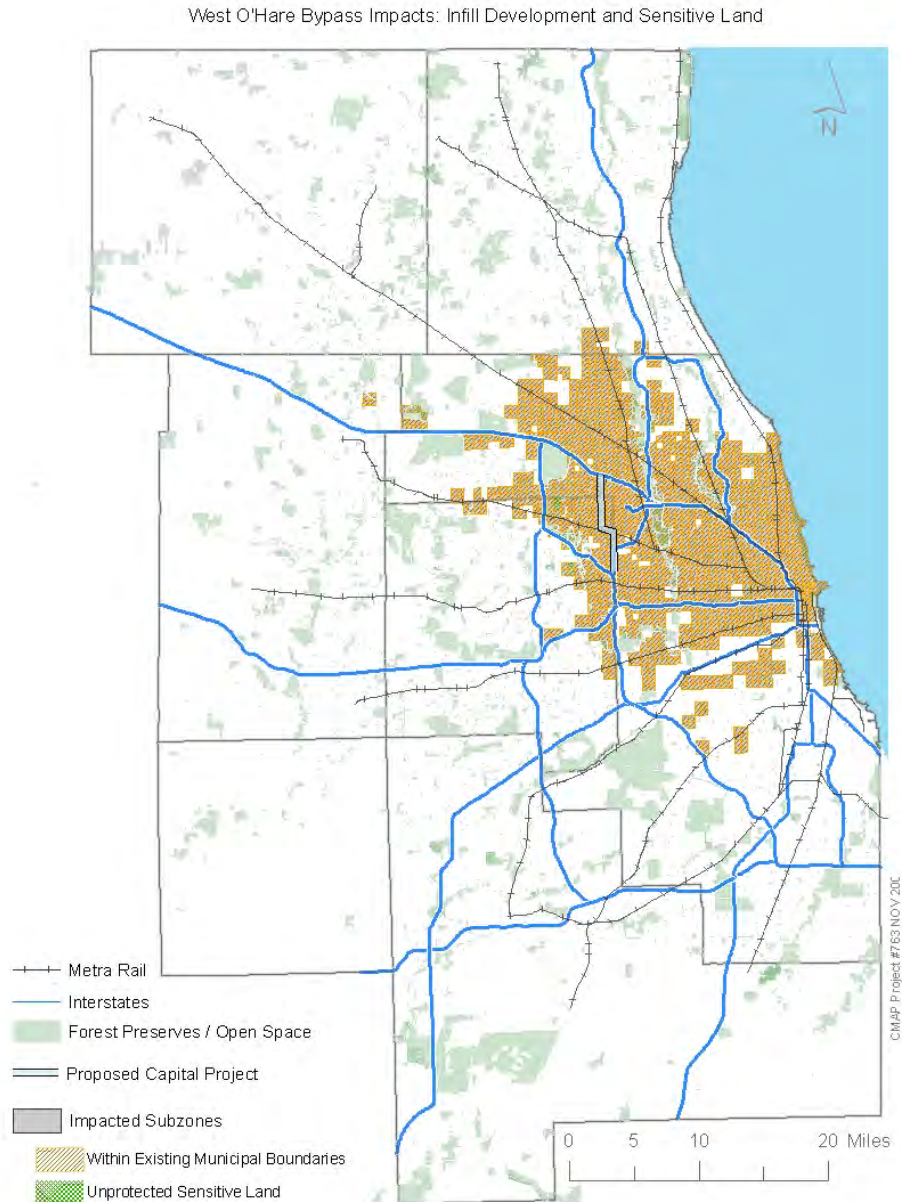 West O'Hare Bypass Impacts: Infill Development and Sensitive Land
N
Metra Rail
Interstates
Forest Preserves / Open Space
Proposed Capital Project
Impacted Subzones
Within Existing Municipal Boundaries
Unprotected Sensitive Land
0 5 10 20 Miles
CMAP Project #763 NOV